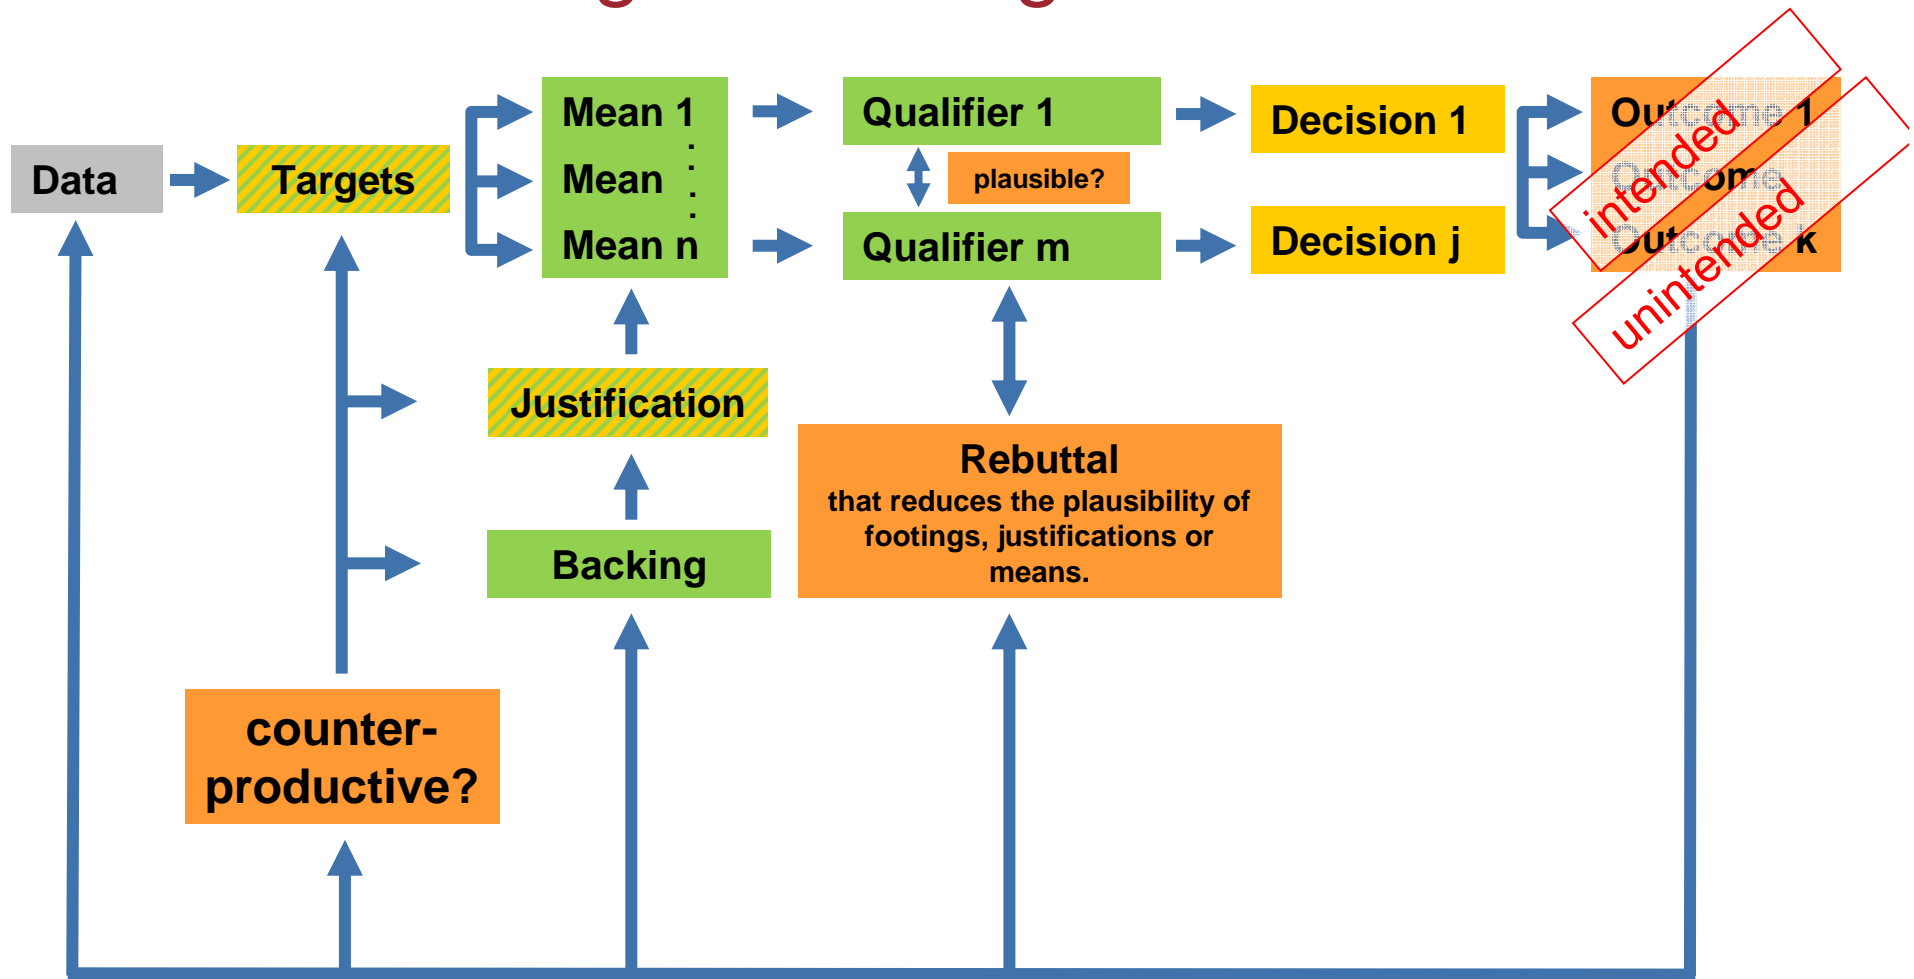 Data
Targets
Mean 1
Mean
Mean n
Qualifier 1
plausible?
Qualifier m
Decision 1
Decision j
Outcome 1
Outcome
Outcome k
intended
unintended
Justification
Backing
Rebuttal
that reduces the plausibility of
footings, justifications or
means.
counter-
productive?